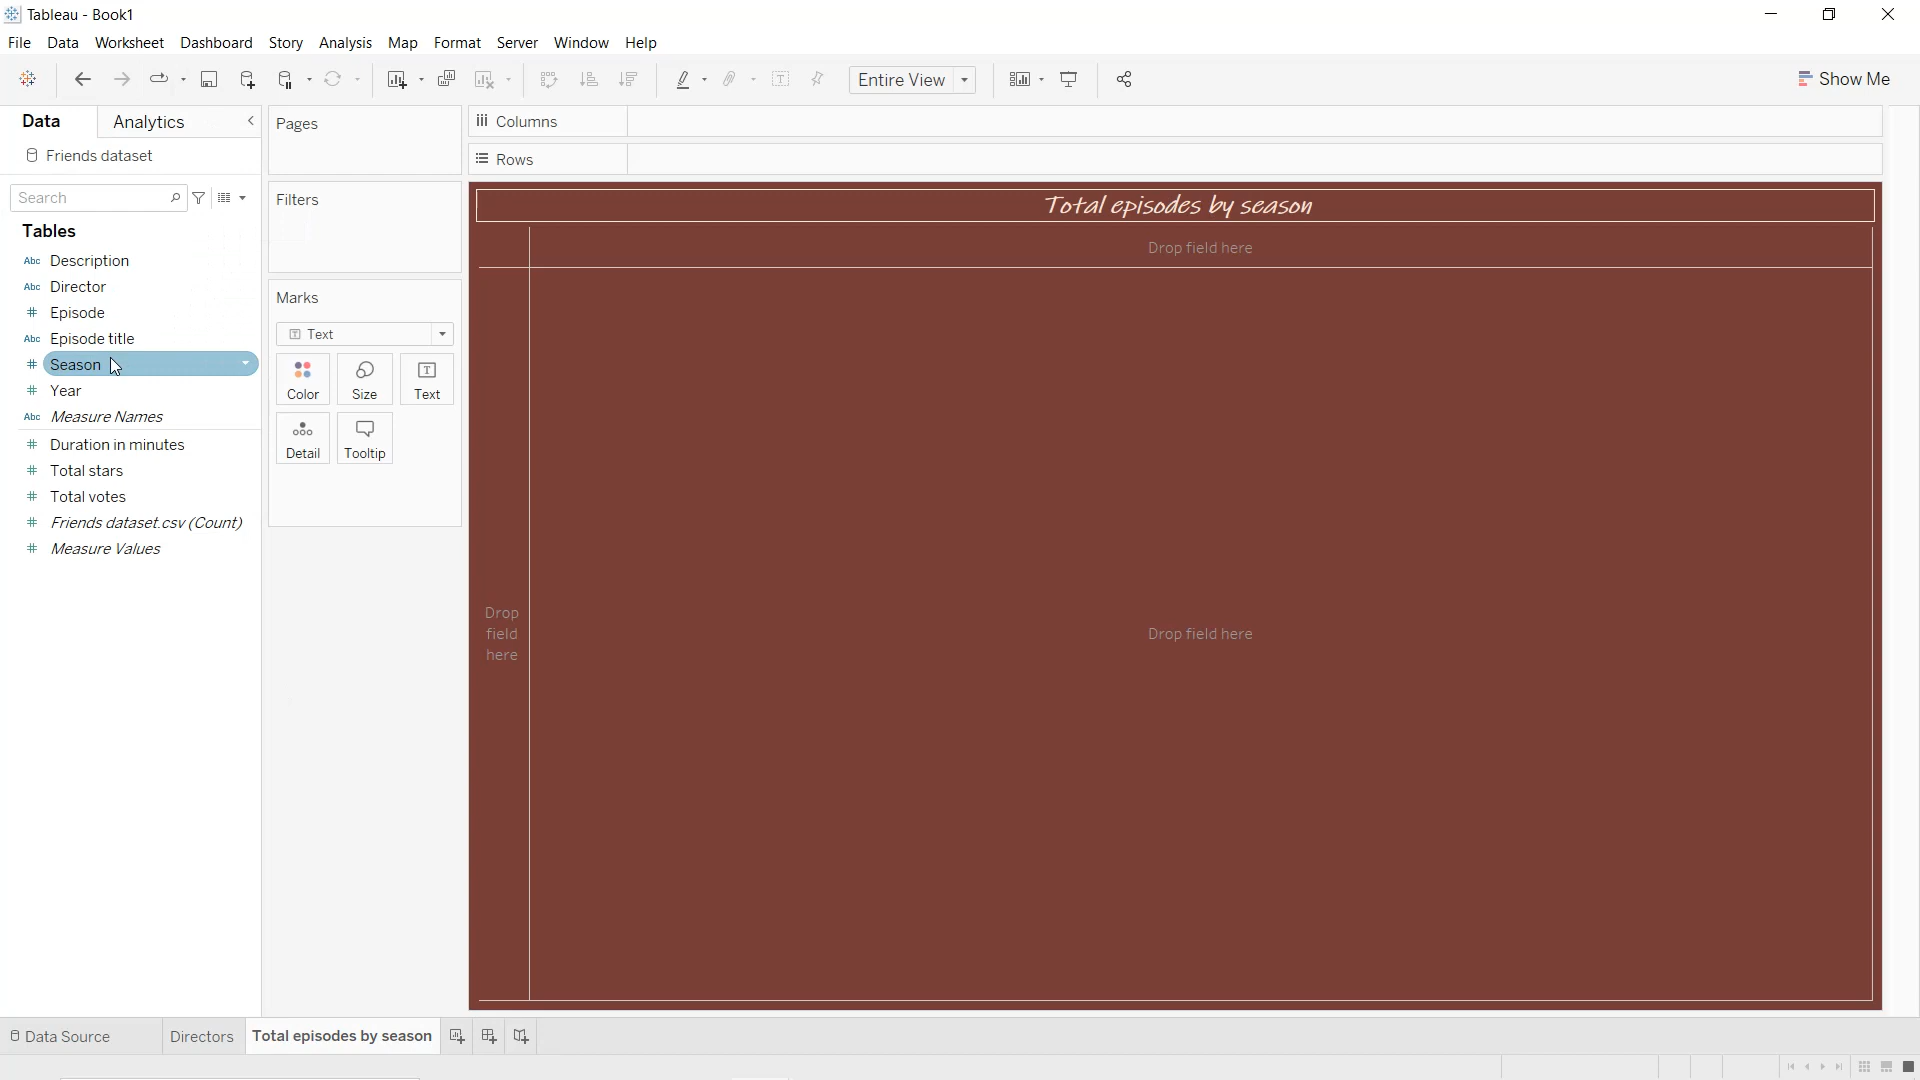 Tableau - Book1
File Data Worksheet Dashboard Story Analysis Map Format Server Window Help
Entire View
Show Me
Data Analytics
Friends dataset
Search
Tables
Abc Description
Abc Director
# Episode
Abc Episode title
# Season
# Year
Abc Measure Names
# Duration in minutes
# Total stars
# Total votes
# Friends dataset.csv (Count)
# Measure Values
Pages
Filters
Marks
Text
Color Size Text
Detail Tooltip
Columns
Rows
Total episodes by season
Drop field here
Drop
field
here
Drop field here
Data Source Directors Total episodes by season